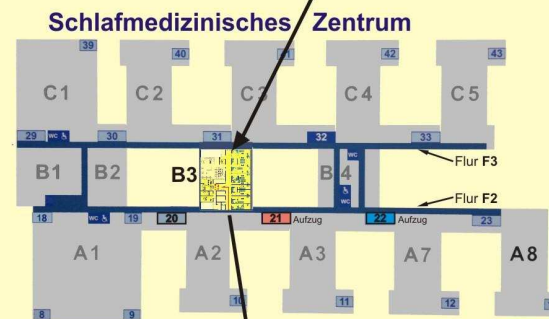 Schlafmedizinisches Zentrum
39
40
41
42
43
C1
C2
C3
C4
C5
29
WC
30
31
32
33
B1
B2
B3
B 4
WC
WC
Flur F3
Flur F2
18
WC
19
20
21
Aufzug
22
Aufzug
23
A1
A2
A3
A7
A8
8
9
10
11
12